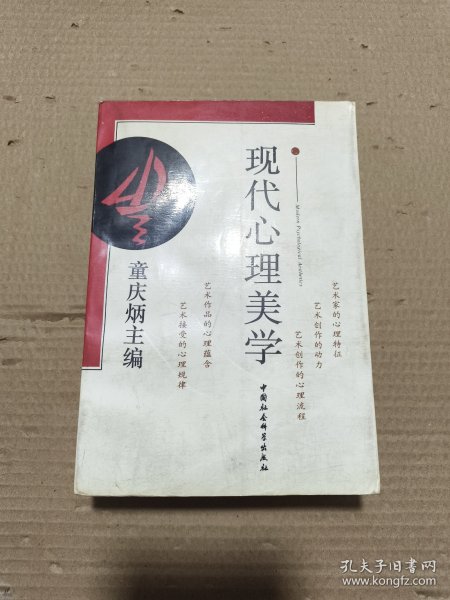 现代心理美学
Modern Psychological Aesthetics
童庆炳主编
艺术家的心理特征
艺术创作的动力
艺术创作的心理流程
艺术作品的心理蕴含
艺术接受的心理规律
中国社会科学出版社
孔夫子旧书网
www.kongfz.com